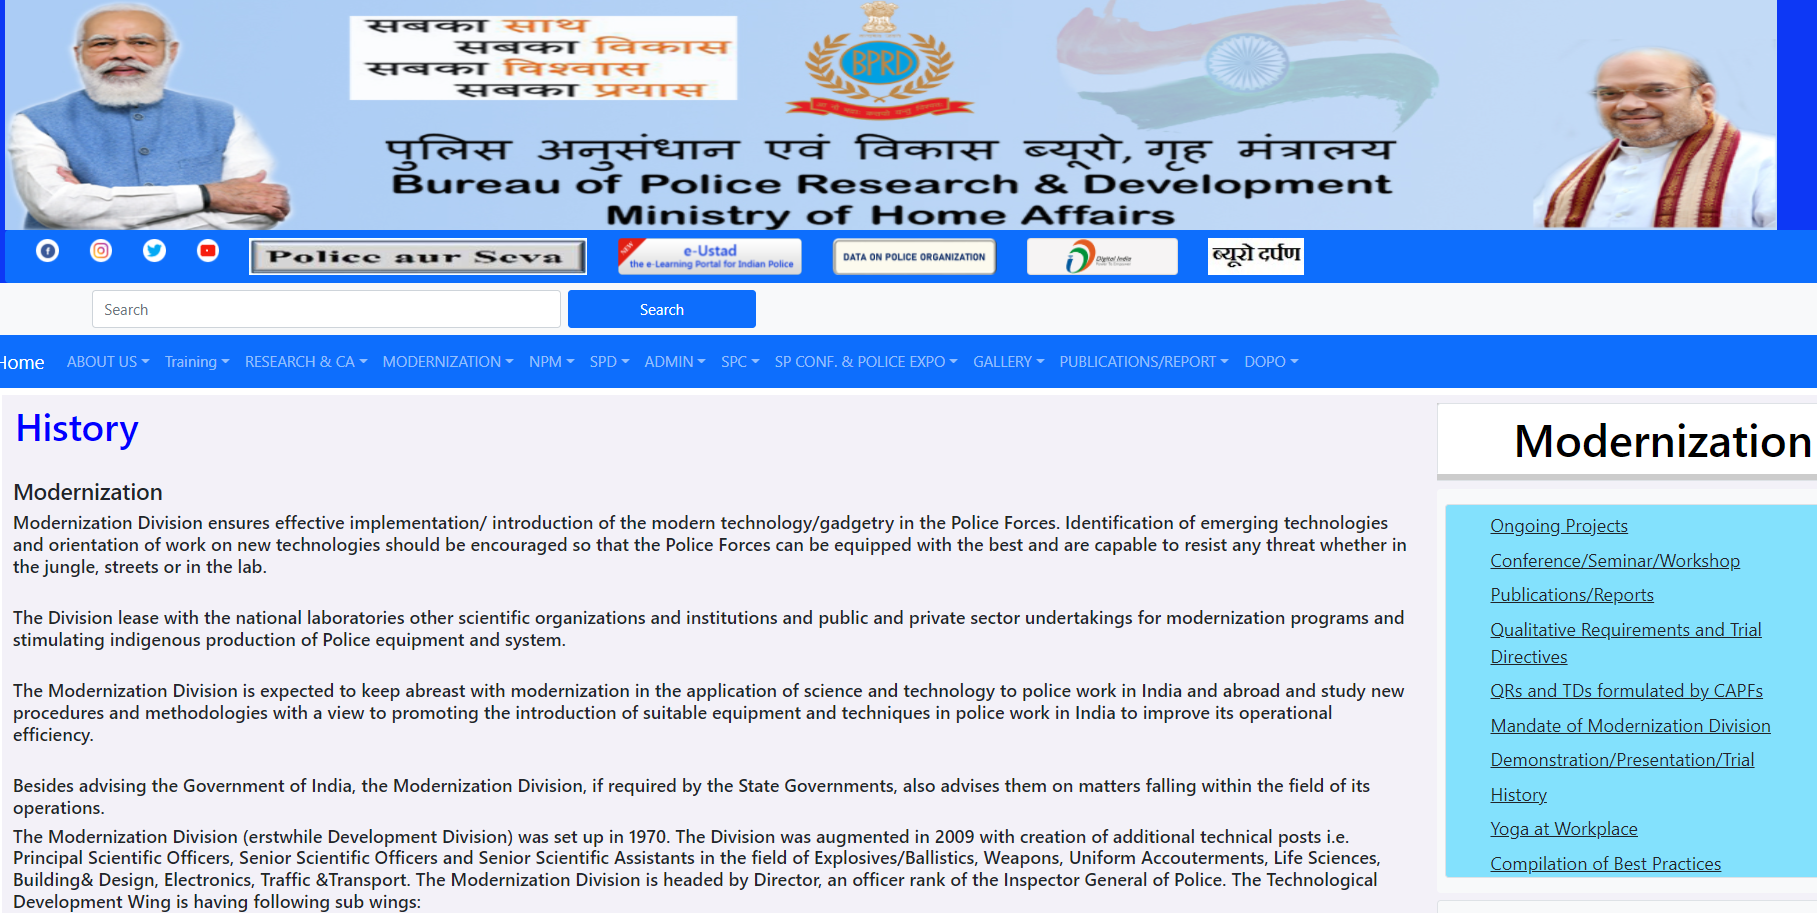 सबका साथ
सबका विकास
सबका विश्वास
सबका प्रयास
BPRD
पुलिस अनुसंधान एवं विकास ब्यूरो, गृह मंत्रालय
Bureau of Police Research & Development
Ministry of Home Affairs
Police aur Seva
NEW
e-Ustad
the e-Learning Portal for Indian Police
DATA ON POLICE ORGANIZATION
Digital India
ब्यूरो दर्पण
Search
Search
Home ABOUT US Training RESEARCH & CA MODERNIZATION NPM SPD ADMIN SPC SP CONF. & POLICE EXPO GALLERY PUBLICATIONS/REPORT DOPO
History
Modernization
Modernization Division ensures effective implementation/ introduction of the modern technology/gadgetry in the Police Forces. Identification of emerging technologies
and orientation of work on new technologies should be encouraged so that the Police Forces can be equipped with the best and are capable to resist any threat whether in
the jungle, streets or in the lab.
The Division lease with the national laboratories other scientific organizations and institutions and public and private sector undertakings for modernization programs and
stimulating indigenous production of Police equipment and system.
The Modernization Division is expected to keep abreast with modernization in the application of science and technology to police work in India and abroad and study new
procedures and methodologies with a view to promoting the introduction of suitable equipment and techniques in police work in India to improve its operational
efficiency.
Besides advising the Government of India, the Modernization Division, if required by the State Governments, also advises them on matters falling within the field of its
operations.
The Modernization Division (erstwhile Development Division) was set up in 1970. The Division was augmented in 2009 with creation of additional technical posts i.e.
Principal Scientific Officers, Senior Scientific Officers and Senior Scientific Assistants in the field of Explosives/Ballistics, Weapons, Uniform Accouterments, Life Sciences,
Building& Design, Electronics, Traffic &Transport. The Modernization Division is headed by Director, an officer rank of the Inspector General of Police. The Technological
Development Wing is having following sub wings:
Modernization
Ongoing Projects
Conference/Seminar/Workshop
Publications/Reports
Qualitative Requirements and Trial
Directives
QRs and TDs formulated by CAPFs
Mandate of Modernization Division
Demonstration/Presentation/Trial
History
Yoga at Workplace
Compilation of Best Practices